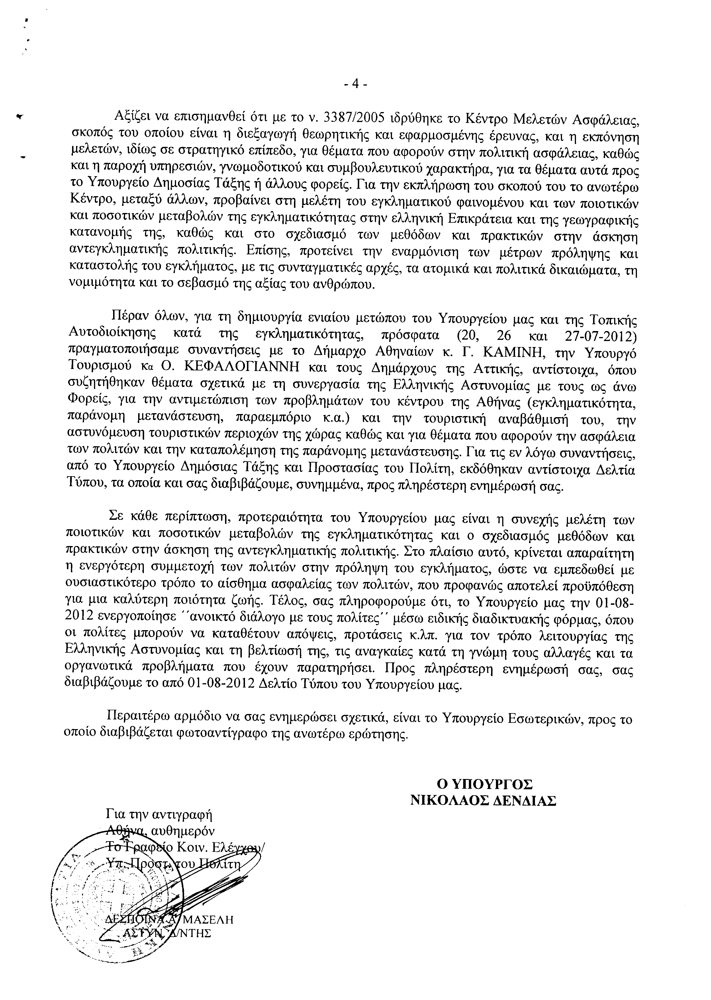 - 4 -
Αξίζει να επισημανθεί ότι με το ν. 3387/2005 ιδρύθηκε το Κέντρο Μελετών Ασφάλειας,
σκοπός του οποίου είναι η διεξαγωγή θεωρητικής και εφαρμοσμένης έρευνας, και η εκπόνηση
μελετών, ιδίως σε στρατηγικό επίπεδο, για θέματα που αφορούν στην πολιτική ασφάλειας, καθώς
και η παροχή υπηρεσιών, γνωμοδοτικού και συμβουλευτικού χαρακτήρα, για τα θέματα αυτά προς
το Υπουργείο Δημοσίας Τάξης ή άλλους φορείς. Για την εκπλήρωση του σκοπού του το ανωτέρω
Κέντρο, μεταξύ άλλων, προβαίνει στη μελέτη του εγκληματικού φαινομένου και των ποιοτικών
και ποσοτικών μεταβολών της εγκληματικότητας στην ελληνική Επικράτεια και της γεωγραφικής
κατανομής της, καθώς και στο σχεδιασμό των μεθόδων και πρακτικών στην άσκηση
αντεγκληματικής πολιτικής. Επίσης, προτείνει την εναρμόνιση των μέτρων πρόληψης και
καταστολής του εγκλήματος, με τις συνταγματικές αρχές, τα ατομικά και πολιτικά δικαιώματα, τη
νομιμότητα και το σεβασμό της αξίας του ανθρώπου.
Πέραν όλων, για τη δημιουργία ενιαίου μετώπου του Υπουργείου μας και της Τοπικής
Αυτοδιοίκησης κατά της εγκληματικότητας, πρόσφατα (20, 26 και 27-07-2012)
πραγματοποιήσαμε συναντήσεις με το Δήμαρχο Αθηναίων κ. Γ. ΚΑΜΙΝΗ, την Υπουργό
Τουρισμού κα Ο. ΚΕΦΑΛΟΓΙΑΝΝΗ και τους Δημάρχους της Αττικής, αντίστοιχα, όπου
συζητήθηκαν θέματα σχετικά με τη συνεργασία της Ελληνικής Αστυνομίας με τους ως άνω
Φορείς, για την αντιμετώπιση των προβλημάτων του κέντρου της Αθήνας (εγκληματικότητα,
παράνομη μετανάστευση, παραεμπόριο κ.α.) και την τουριστική αναβάθμισή του, την
αστυνόμευση τουριστικών περιοχών της χώρας καθώς και για θέματα που αφορούν την ασφάλεια
των πολιτών και την καταπολέμηση της παράνομης μετανάστευσης. Για τις εν λόγω συναντήσεις,
από το Υπουργείο Δημόσιας Τάξης και Προστασίας του Πολίτη, εκδόθηκαν αντίστοιχα Δελτία
Τύπου, τα οποία και σας διαβιβάζουμε, συνημμένα, προς πληρέστερη ενημέρωσή σας.
Σε κάθε περίπτωση, προτεραιότητα του Υπουργείου μας είναι η συνεχής μελέτη των
ποιοτικών και ποσοτικών μεταβολών της εγκληματικότητας και ο σχεδιασμός μεθόδων και
πρακτικών στην άσκηση της αντεγκληματικής πολιτικής. Στο πλαίσιο αυτό, κρίνεται απαραίτητη
η ενεργότερη συμμετοχή των πολιτών στην πρόληψη του εγκλήματος, ώστε να εμπεδωθεί με
ουσιαστικότερο τρόπο το αίσθημα ασφαλείας των πολιτών, που προφανώς αποτελεί προϋπόθεση
για μια καλύτερη ποιότητα ζωής. Τέλος, σας πληροφορούμε ότι, το Υπουργείο μας την 01-08-
2012 ενεργοποίησε ΄΄ανοικτό διάλογο με τους πολίτες΄΄ μέσω ειδικής διαδικτυακής φόρμας, όπου
οι πολίτες μπορούν να καταθέτουν απόψεις, προτάσεις κ.λπ. για τον τρόπο λειτουργίας της
Ελληνικής Αστυνομίας και τη βελτίωσή της, τις αναγκαίες κατά τη γνώμη τους αλλαγές και τα
οργανωτικά προβλήματα που έχουν παρατηρήσει. Προς πληρέστερη ενημέρωσή σας, σας
διαβιβάζουμε το από 01-08-2012 Δελτίο Τύπου του Υπουργείου μας.
Περαιτέρω αρμόδιο να σας ενημερώσει σχετικά, είναι το Υπουργείο Εσωτερικών, προς το
οποίο διαβιβάζεται φωτοαντίγραφο της ανωτέρω ερώτησης.
Ο ΥΠΟΥΡΓΟΣ
ΝΙΚΟΛΑΟΣ ΔΕΝΔΙΑΣ
Για την αντιγραφή
Αθήνα, αυθημερόν
Το Γραφείο Κοιν. Ελέγχου/
Υπ. Προστ. του Πολίτη
ΔΕΣΠΟΙΝΑ Α. ΜΑΣΕΛΗ
ΑΣΤΥΝ. Δ/ΝΤΗΣ